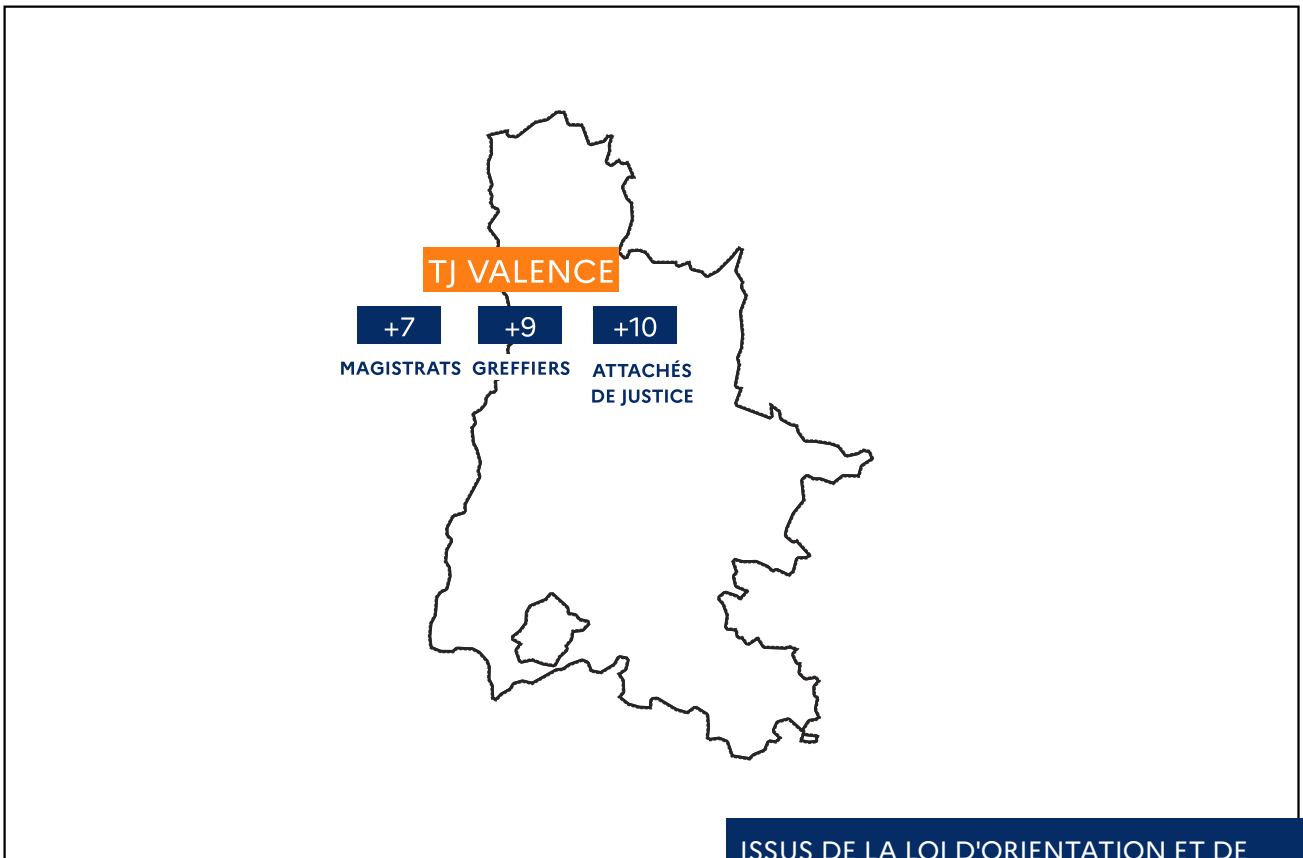 TJ VALENCE
+7 +9 +10
MAGISTRATS GREFFIERS ATTACHÉS
DE JUSTICE
ISSUS DE LA LOI D'ORIENTATION ET DE